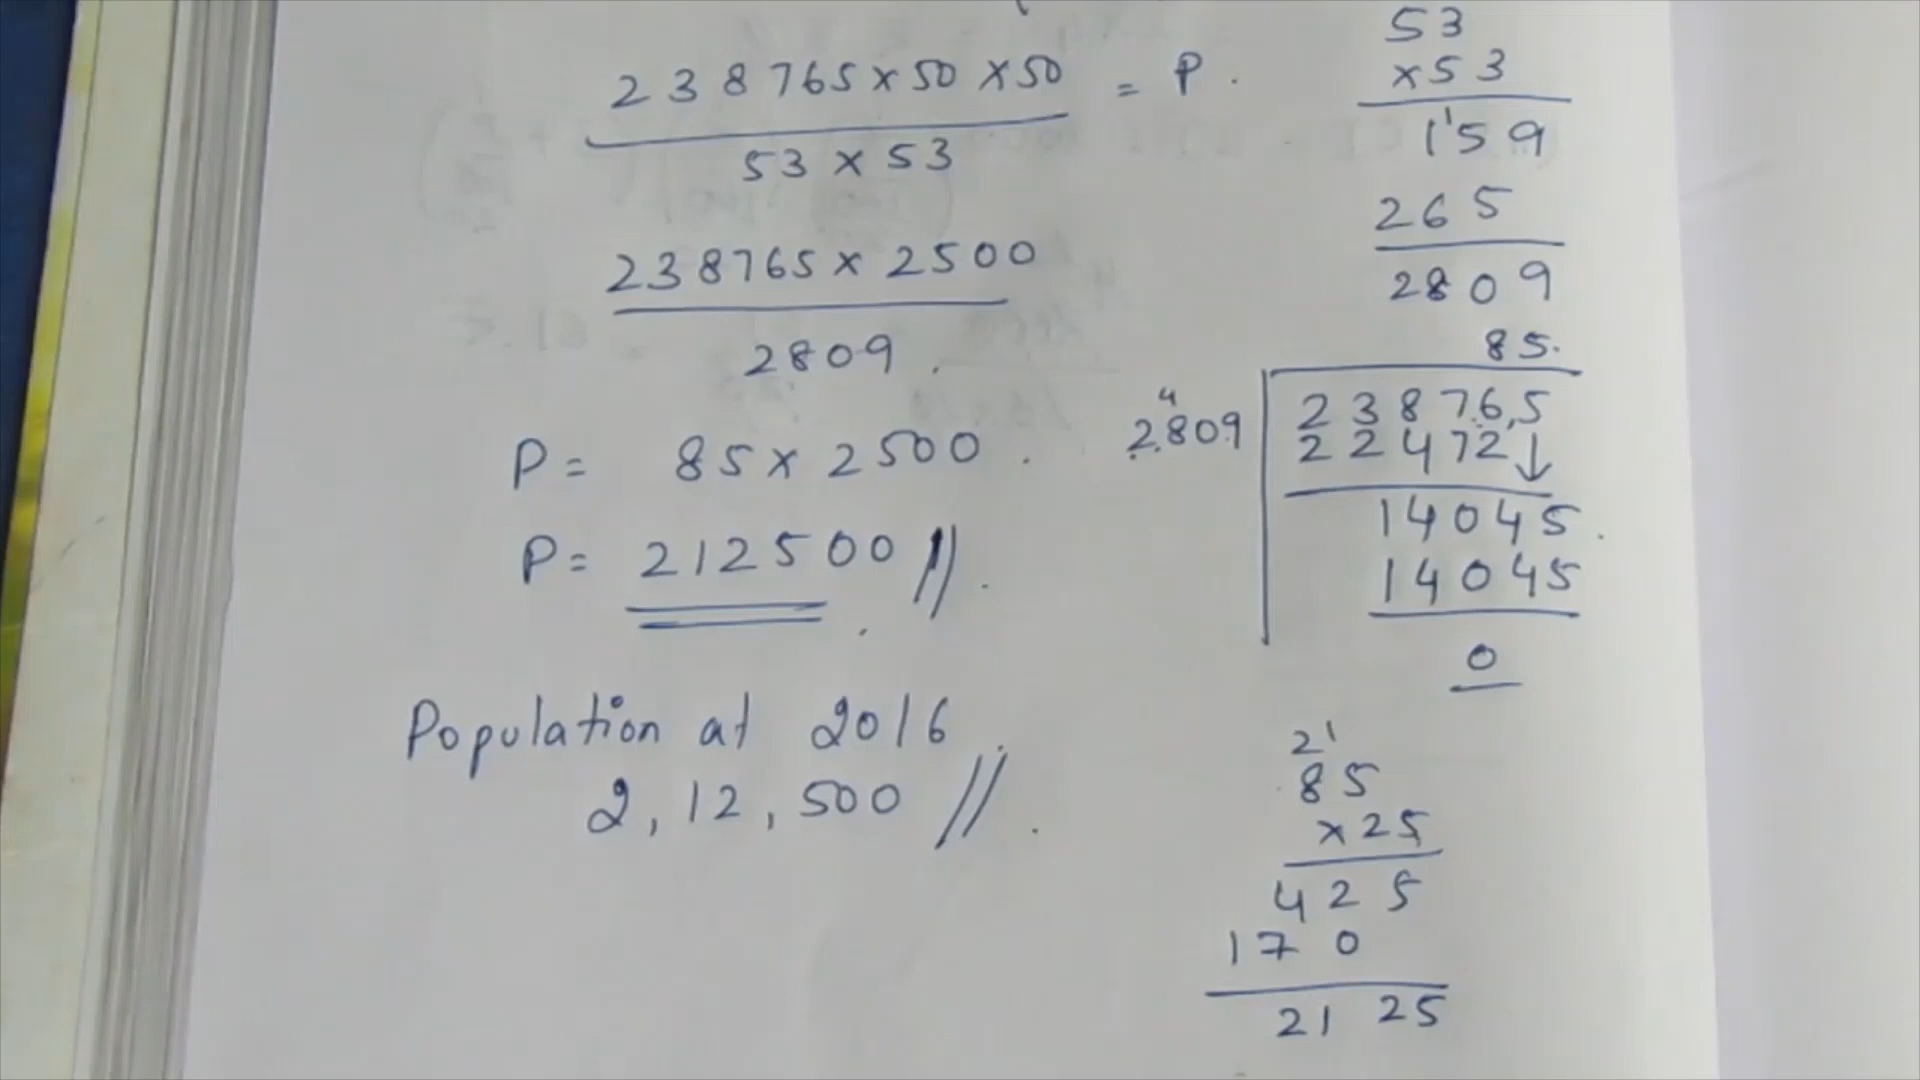 238765 x 50 x 50 = P.
53 x 53
238765 x 2500
2809.
P = 85 x 2500.
P = 212500 //.
Population at 2016.
2,12,500 //.
53
x 53
159
265
2809
85.
2809 238765
22472
14045.
14045
0
21
85
x 25
425
170
2125